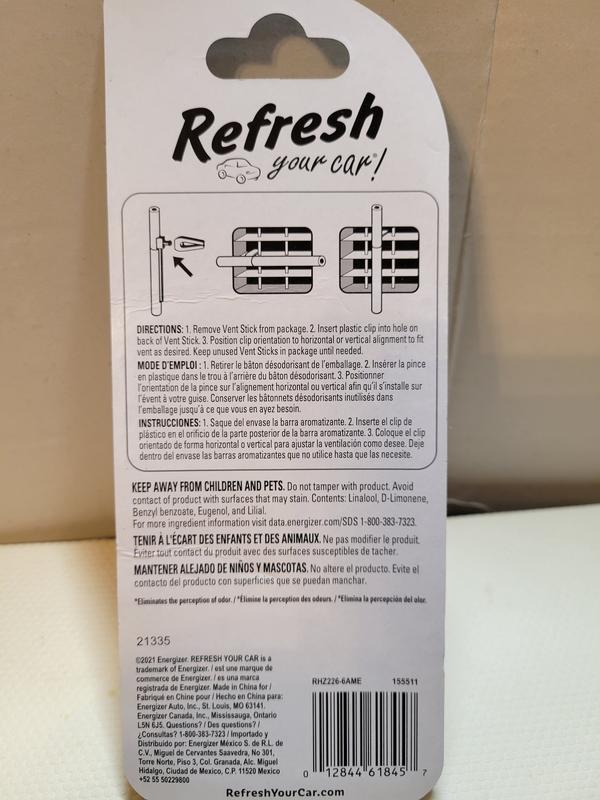 Refresh
your car!®
DIRECTIONS: 1. Remove Vent Stick from package. 2. Insert plastic clip into hole on
back of Vent Stick. 3. Position clip orientation to horizontal or vertical alignment to fit
vent as desired. Keep unused Vent Sticks in package until needed.
MODE D'EMPLOI : 1. Retirer le bâton désodorisant de l'emballage. 2. Insérer la pince
en plastique dans le trou à l'arrière du bâton désodorisant. 3. Positionner
l'orientation de la pince sur l'alignement horizontal ou vertical afin qu'il s'installe sur
l'évent à votre guise. Conserver les bâtonnets désodorisants inutilisés dans
l'emballage jusqu'à ce que vous en ayez besoin.
INSTRUCCIONES: 1. Saque del envase la barra aromatizante. 2. Inserte el clip de
plástico en el orificio de la parte posterior de la barra aromatizante. 3. Coloque el clip
orientado de forma horizontal o vertical para ajustar la ventilación como desee. Deje
dentro del envase las barras aromatizantes que no utilice hasta que las necesite.
KEEP AWAY FROM CHILDREN AND PETS. Do not tamper with product. Avoid
contact of product with surfaces that may stain. Contents: Linalool, D-Limonene,
Benzyl benzoate, Eugenol, and Lilial.
For more ingredient information visit data.energizer.com/SDS 1-800-383-7323.
TENIR À L'ÉCART DES ENFANTS ET DES ANIMAUX. Ne pas modifier le produit.
Éviter tout contact du produit avec des surfaces susceptibles de tacher.
MANTENER ALEJADO DE NIÑOS Y MASCOTAS. No altere el producto. Evite el
contacto del producto con superficies que se puedan manchar.
*Eliminates the perception of odor. / *Élimine la perception des odeurs. / *Elimina la percepción del olor.
21335
©2021 Energizer. REFRESH YOUR CAR is a
trademark of Energizer. / est une marque de
commerce de Energizer. / es una marca
registrada de Energizer. Made in China for /
Fabriqué en Chine pour / Hecho en China para:
Energizer Auto, Inc., St. Louis, MO 63141.
Energizer Canada, Inc., Mississauga, Ontario
L5N 6J5. Questions? / Des questions? /
¿Consultas? 1-800-383-7323 / Importado y
Distribuido por: Energizer México S. de R.L. de
C.V., Miguel de Cervantes Saavedra, No 301,
Torre Norte, Piso 3, Col. Granada, Alc. Miguel
Hidalgo, Ciudad de Mexico, C.P. 11520 Mexico
+52 55 50229800
RHZ226-6AME 155511
0 12844 61845 7
RefreshYourCar.com